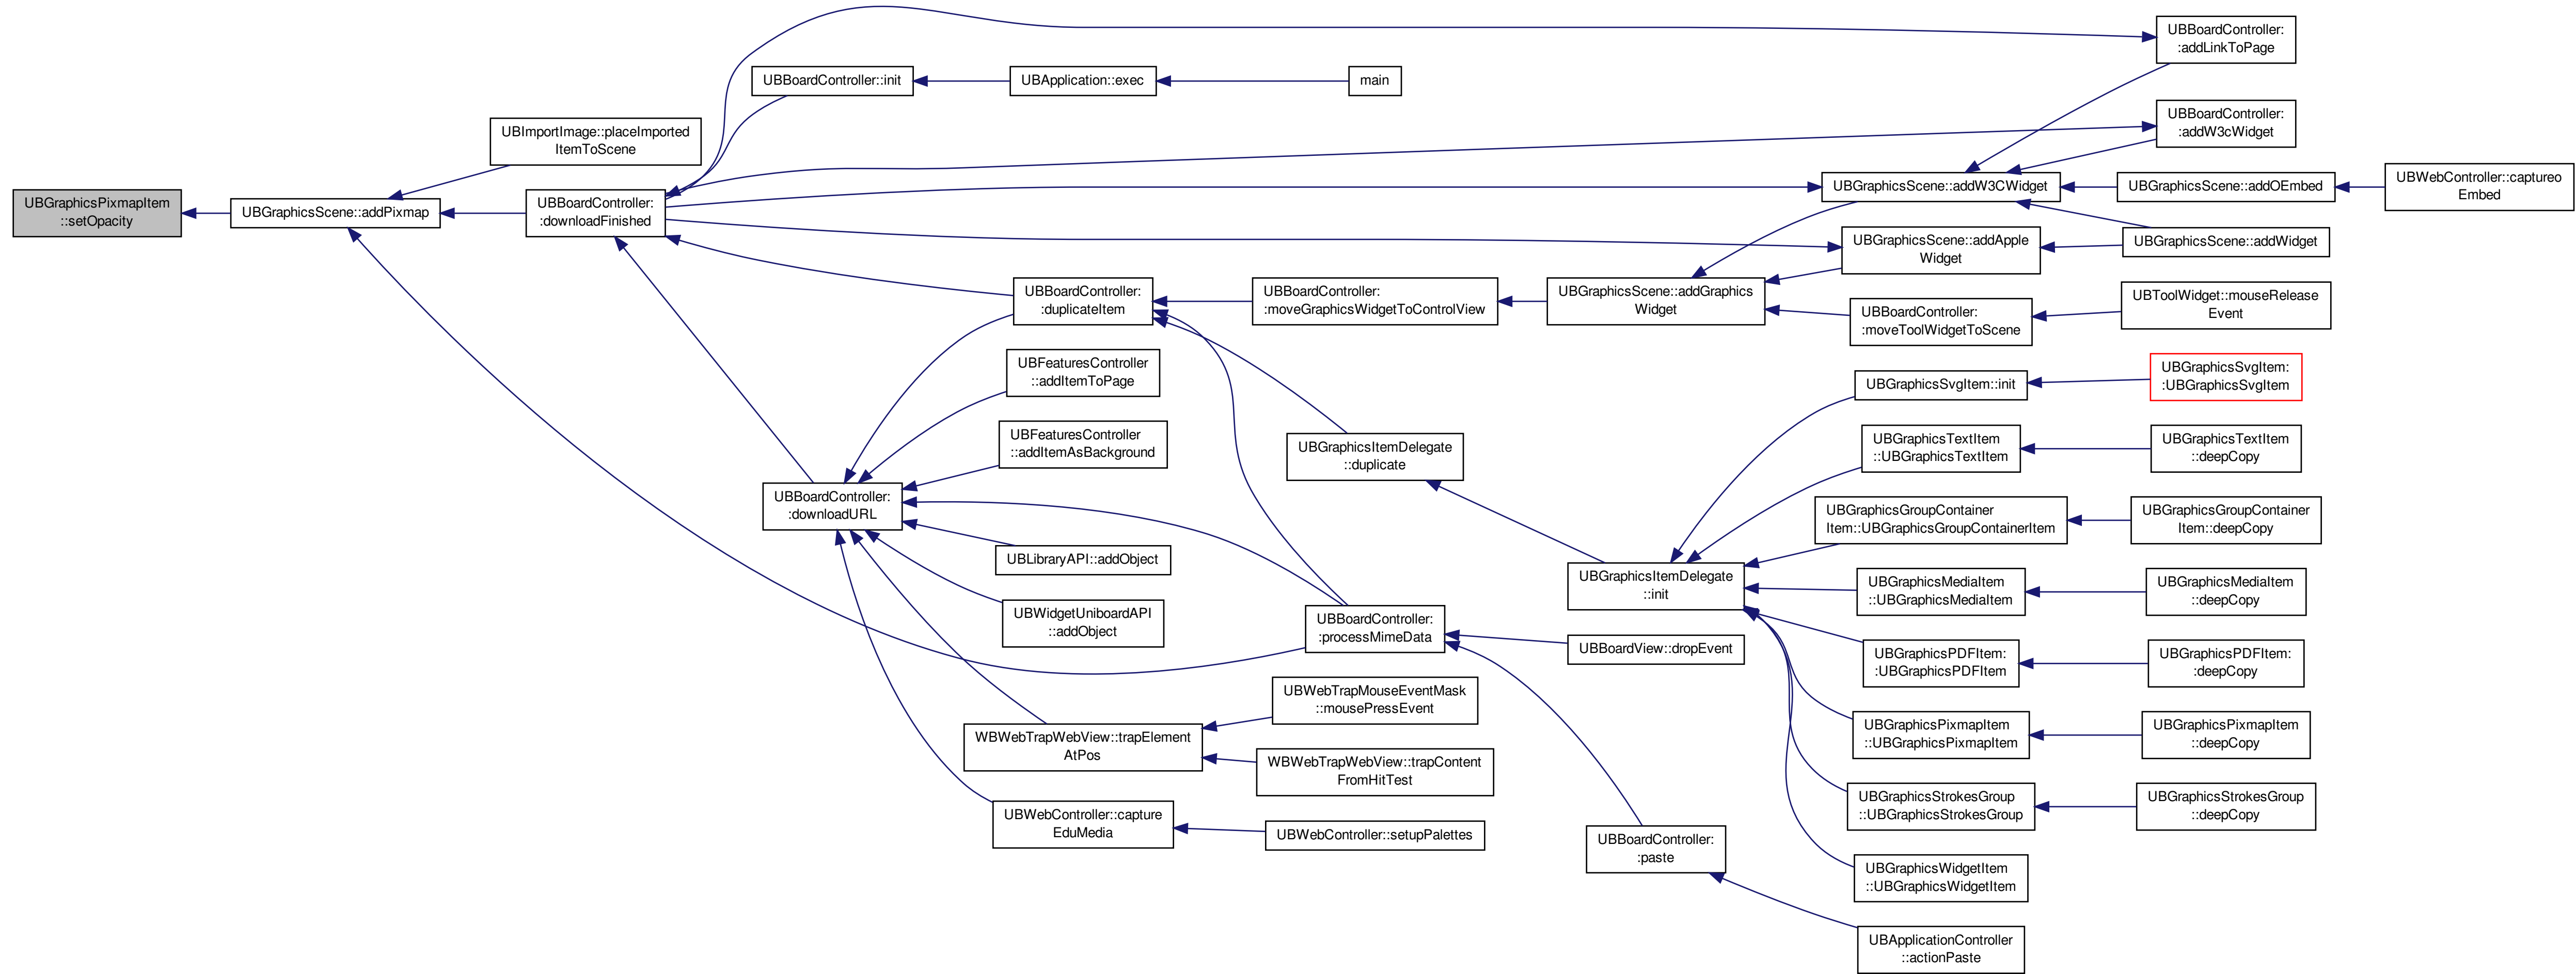 UBGraphicsPixmapItem
::setOpacity
UBGraphicsScene::addPixmap
UBImportImage::placeImported
ItemToScene
UBBoardController:
:downloadFinished
UBBoardController::init
UBApplication::exec
main
UBBoardController:
:addLinkToPage
UBBoardController:
:addW3cWidget
UBGraphicsScene::addW3CWidget
UBGraphicsScene::addOEmbed
UBWebController::captureo
Embed
UBGraphicsScene::addApple
Widget
UBGraphicsScene::addWidget
UBBoardController:
:duplicateItem
UBBoardController:
:moveGraphicsWidgetToControlView
UBGraphicsScene::addGraphics
Widget
UBBoardController:
:moveToolWidgetToScene
UBToolWidget::mouseRelease
Event
UBFeaturesController
::addItemToPage
UBFeaturesController
::addItemAsBackground
UBBoardController:
:downloadURL
UBLibraryAPI::addObject
UBWidgetUniboardAPI
::addObject
WBWebTrapWebView::trapElement
AtPos
UBWebController::capture
EduMedia
UBGraphicsItemDelegate
::duplicate
UBBoardController:
:processMimeData
UBWebTrapMouseEventMask
::mousePressEvent
WBWebTrapWebView::trapContent
FromHitTest
UBWebController::setupPalettes
UBGraphicsItemDelegate
::init
UBBoardView::dropEvent
UBBoardController:
:paste
UBGraphicsSvgItem::init
UBGraphicsSvgItem:
:UBGraphicsSvgItem
UBGraphicsTextItem
::UBGraphicsTextItem
UBGraphicsTextItem
::deepCopy
UBGraphicsGroupContainer
Item::UBGraphicsGroupContainerItem
UBGraphicsGroupContainer
Item::deepCopy
UBGraphicsMediaItem
::UBGraphicsMediaItem
UBGraphicsMediaItem
::deepCopy
UBGraphicsPDFItem:
:UBGraphicsPDFItem
UBGraphicsPDFItem:
:deepCopy
UBGraphicsPixmapItem
::UBGraphicsPixmapItem
UBGraphicsPixmapItem
::deepCopy
UBGraphicsStrokesGroup
::UBGraphicsStrokesGroup
UBGraphicsStrokesGroup
::deepCopy
UBGraphicsWidgetItem
::UBGraphicsWidgetItem
UBApplicationController
::actionPaste